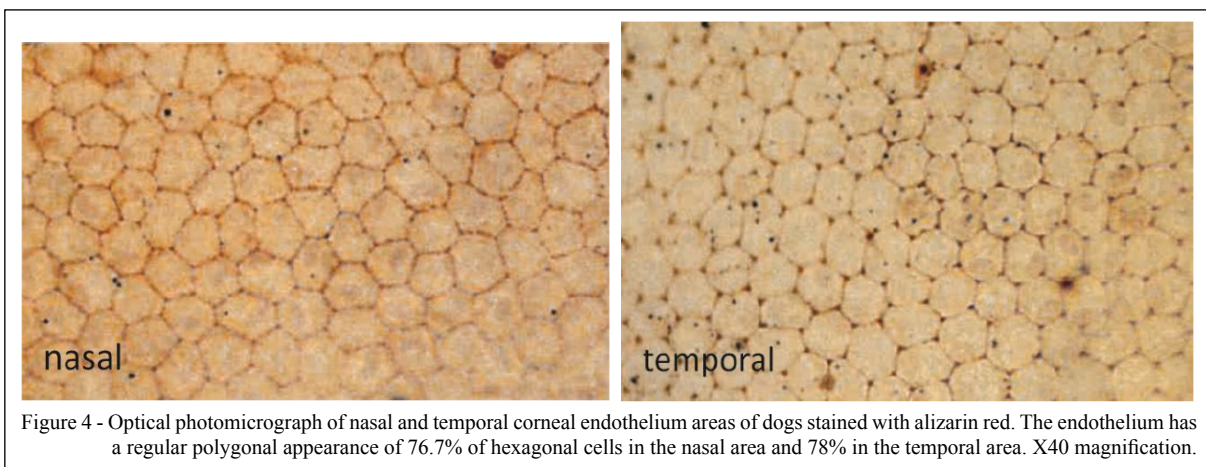 nasal
temporal
Figure 4 - Optical photomicrograph of nasal and temporal corneal endothelium areas of dogs stained with alizarin red. The endothelium has
a regular polygonal appearance of 76.7% of hexagonal cells in the nasal area and 78% in the temporal area. X40 magnification.